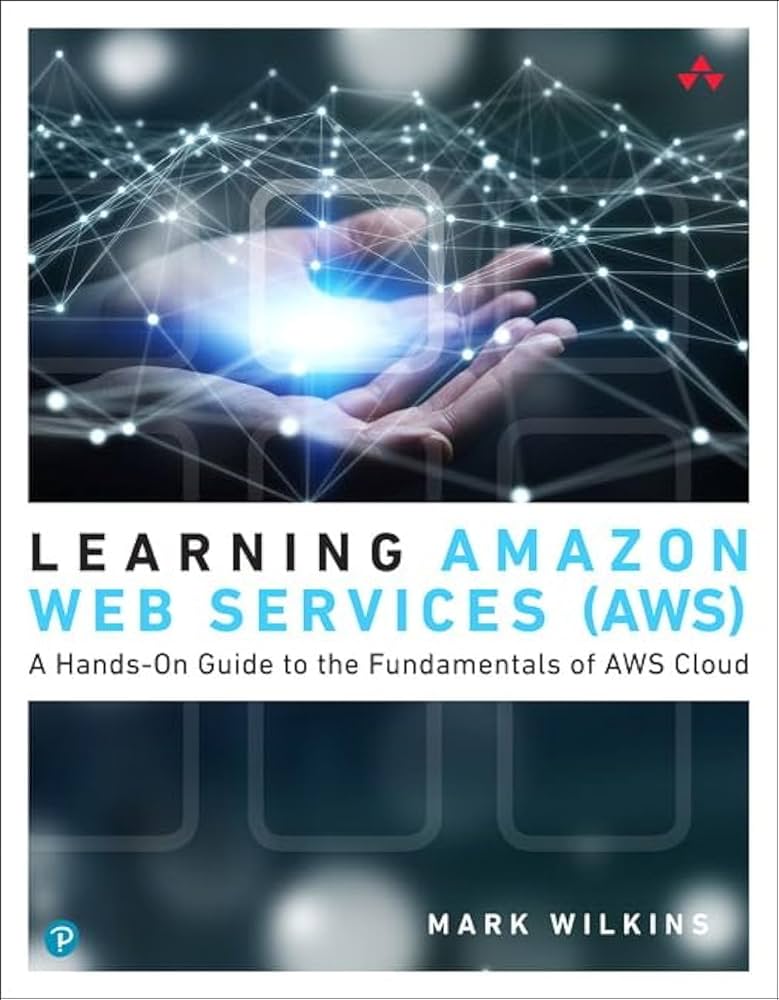 LEARNING AMAZON
WEB SERVICES (AWS)
A Hands-On Guide to the Fundamentals of AWS Cloud
MARK WILKINS
P